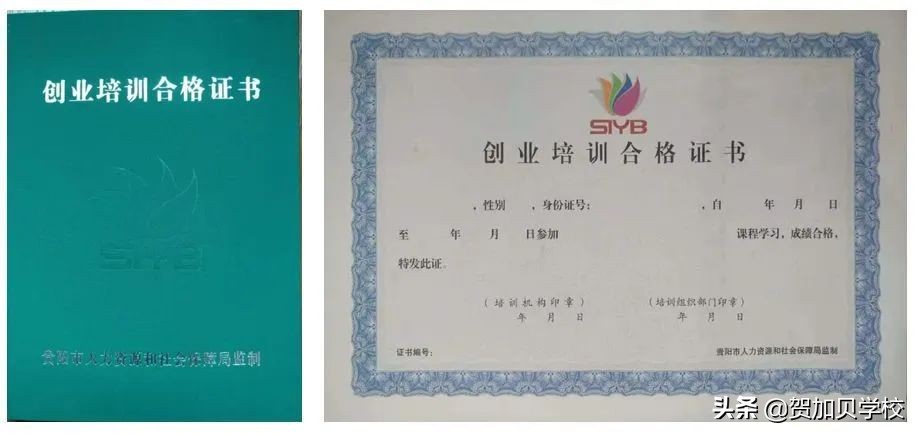 创业培训合格证书
SIYB
贵阳市人力资源和社会保障局监制
SIYB
创业培训合格证书
，性别 ，身份证号： ，自 年 月 日
至 年 月 日参加 课程学习，成绩合格，
特发此证。
（培训机构印章） （培训组织部门印章）
年 月 日 年 月 日
证书编号： 贵阳市人力资源和社会保障局监制
头条 @贺加贝学校